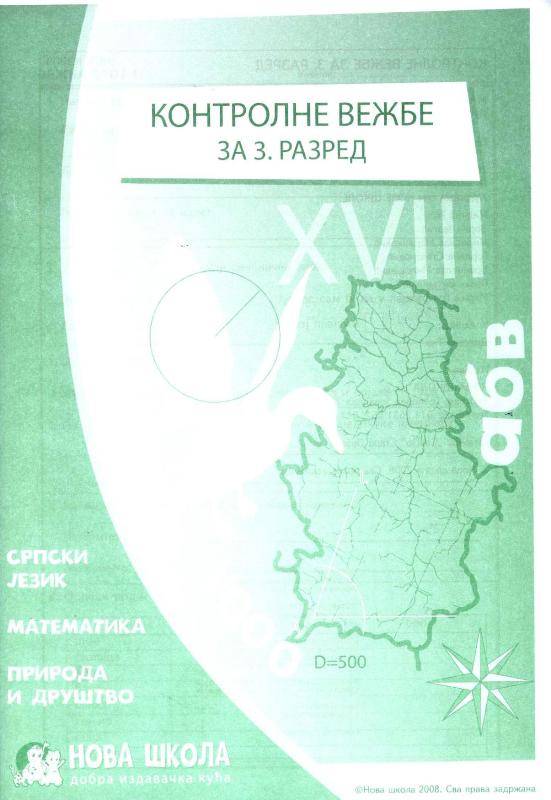 КОНТРОЛНЕ ВЕЖБЕ
ЗА 3. РАЗРЕД
XVIII
абв
СРПСКИ
ЈЕЗИК
МАТЕМАТИКА
ПРИРОДА
И ДРУШТВО
D=500
НОВА ШКОЛА
добра издавачка кућа
©Нова школа 2008. Сва права задржана